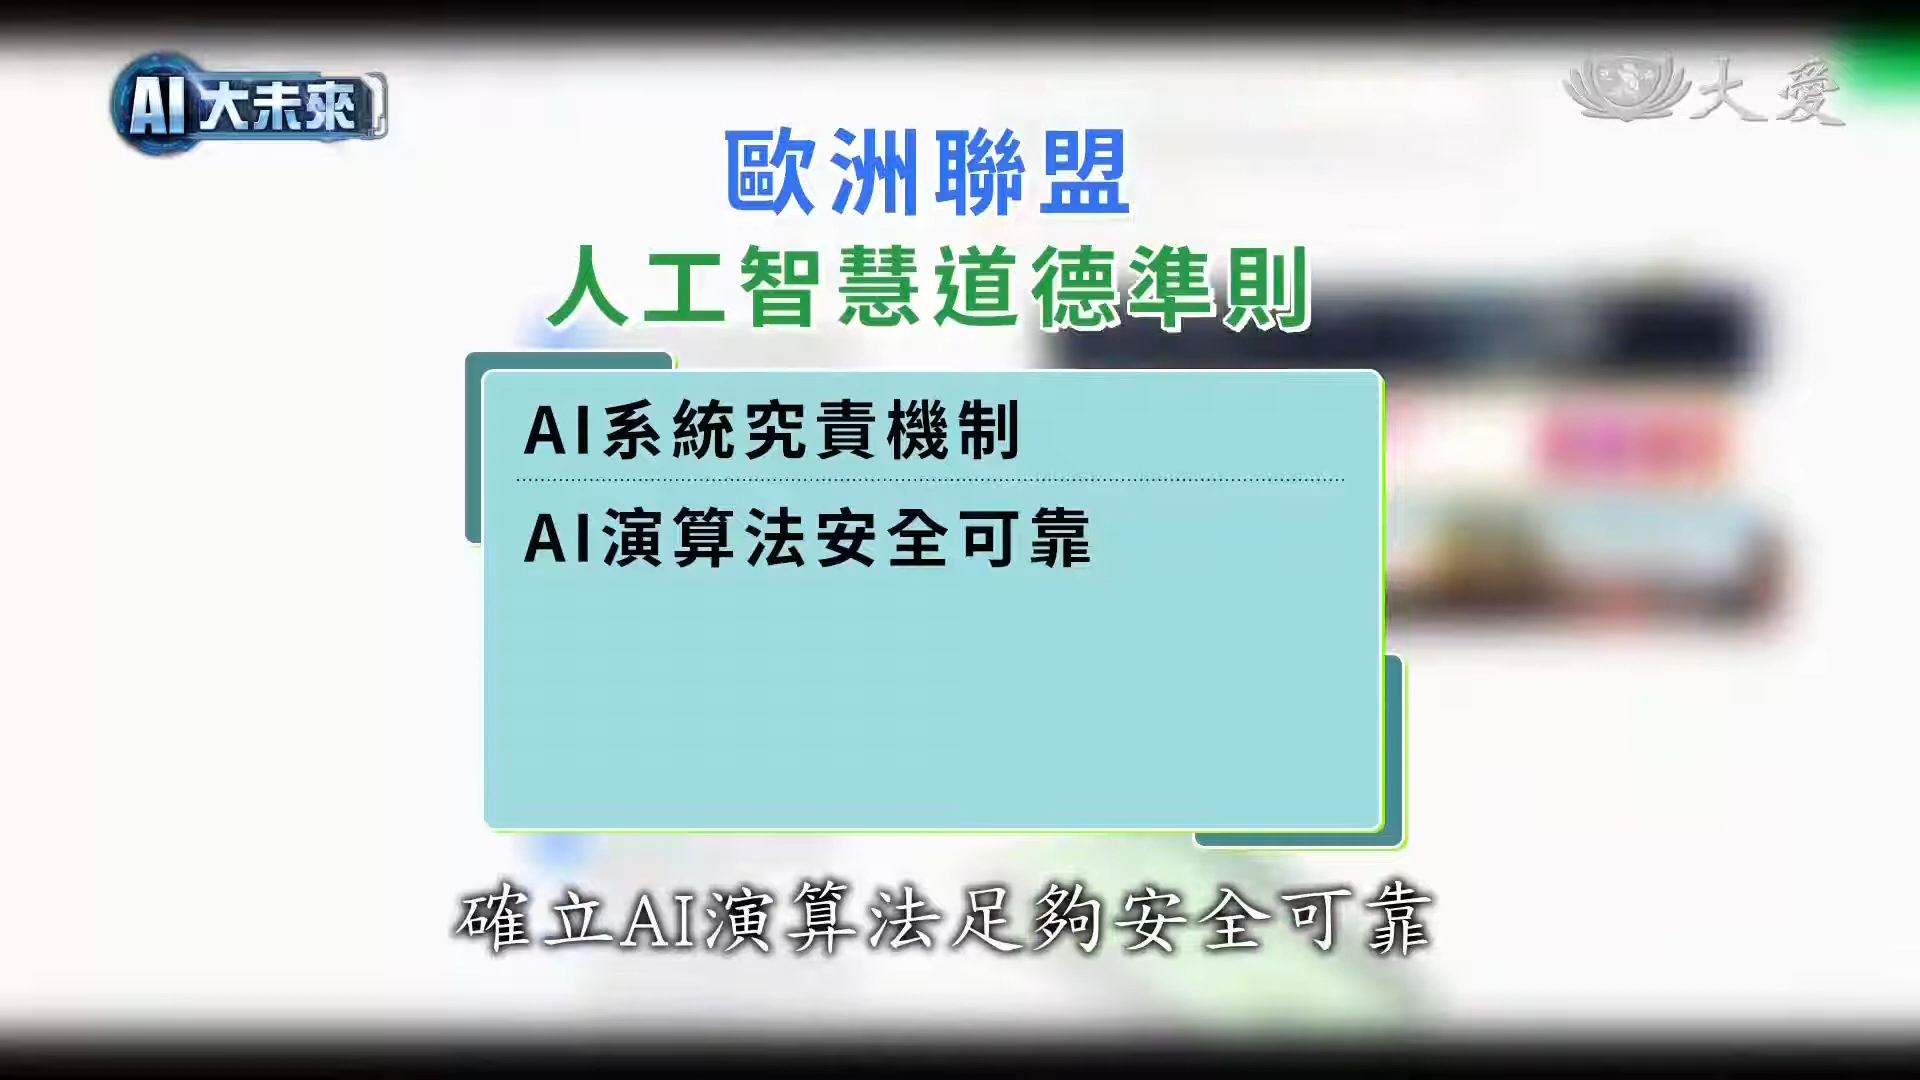 AI大未來
大愛
歐洲聯盟
人工智慧道德準則
AI系統究責機制
AI演算法安全可靠
確立AI演算法足夠安全可靠